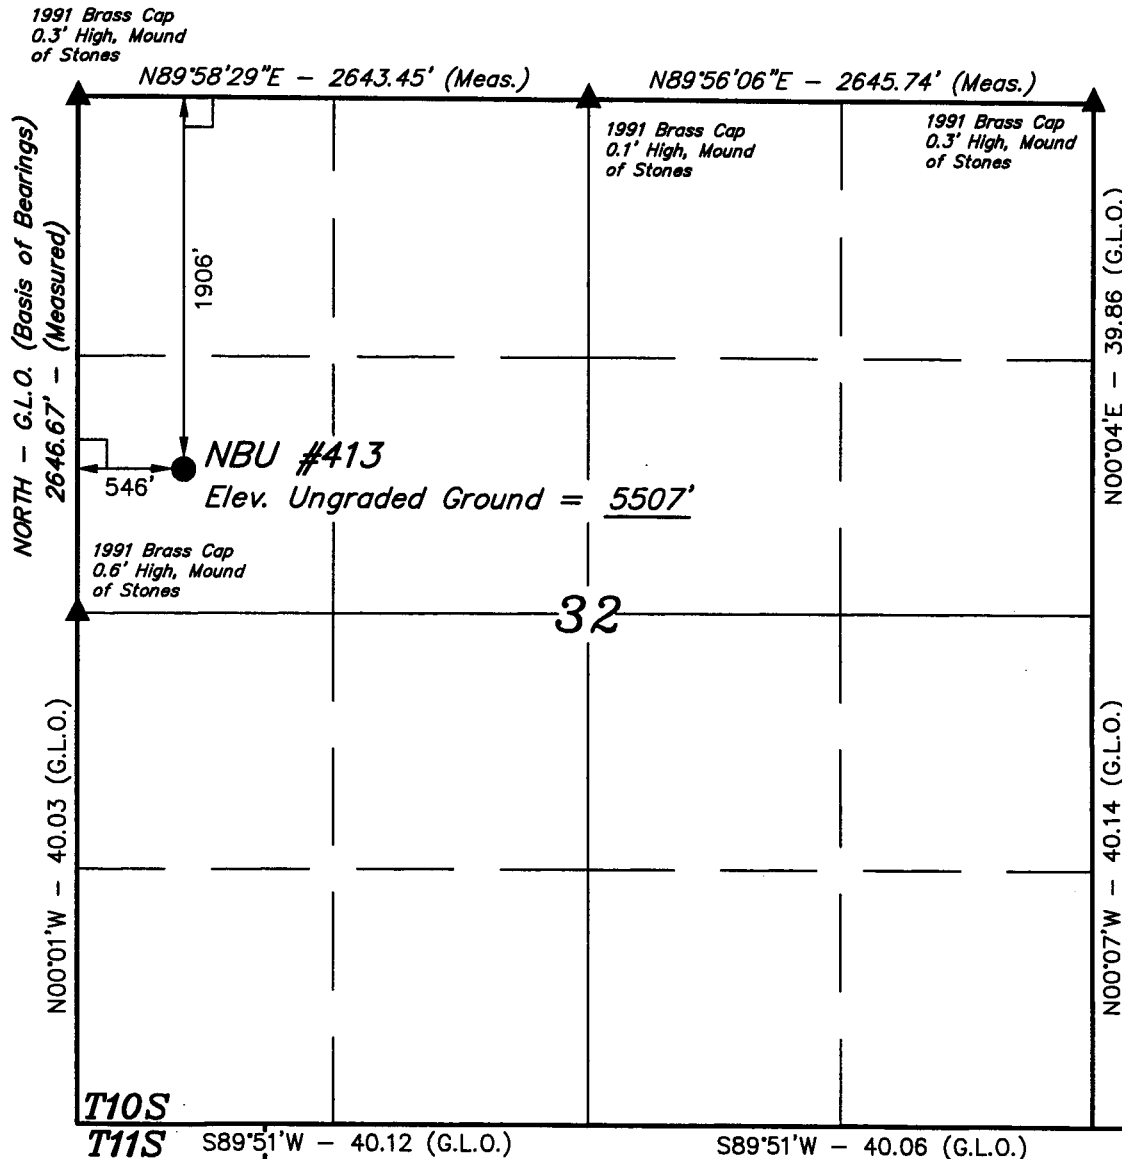 1991 Brass Cap
0.3' High, Mound
of Stones
N89°58'29"E - 2643.45' (Meas.)
N89°56'06"E - 2645.74' (Meas.)
1991 Brass Cap
0.1' High, Mound
of Stones
1991 Brass Cap
0.3' High, Mound
of Stones
NORTH - G.L.O. (Basis of Bearings)
2646.67' - (Measured)
1906'
N00°04'E - 39.86 (G.L.O.)
546'
NBU #413
Elev. Ungraded Ground = 5507'
1991 Brass Cap
0.6' High, Mound
of Stones
32
N00°01'W - 40.03 (G.L.O.)
N00°07'W - 40.14 (G.L.O.)
T10S
T11S
S89°51'W - 40.12 (G.L.O.)
S89°51'W - 40.06 (G.L.O.)